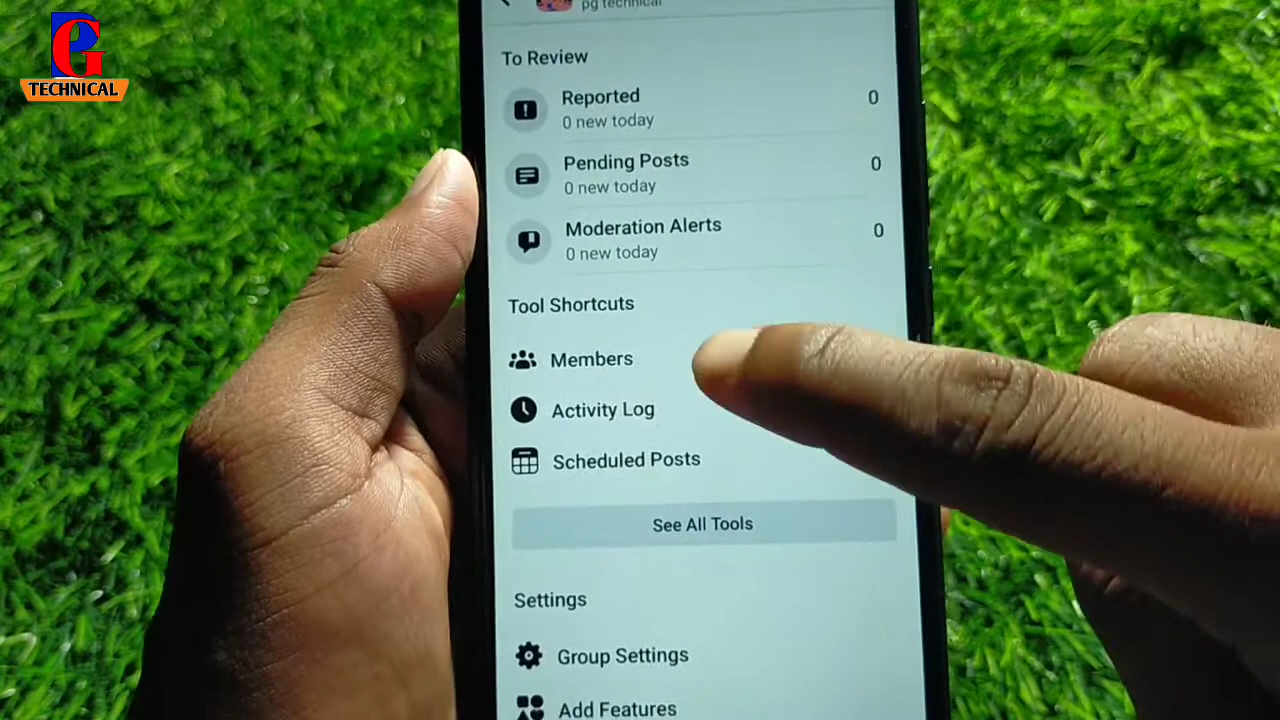 PG
TECHNICAL
pg technical
To Review
Reported
0
0 new today
Pending Posts
0
0 new today
Moderation Alerts
0
0 new today
Tool Shortcuts
Members
Activity Log
Scheduled Posts
See All Tools
Settings
Group Settings
Add Features